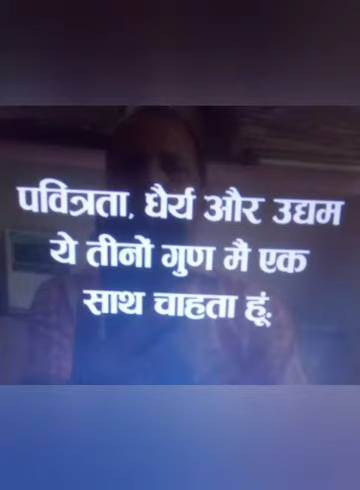 पवित्रता, धैर्य और उद्यम
ये तीनों गुण मैं एक
साथ चाहता हूं.